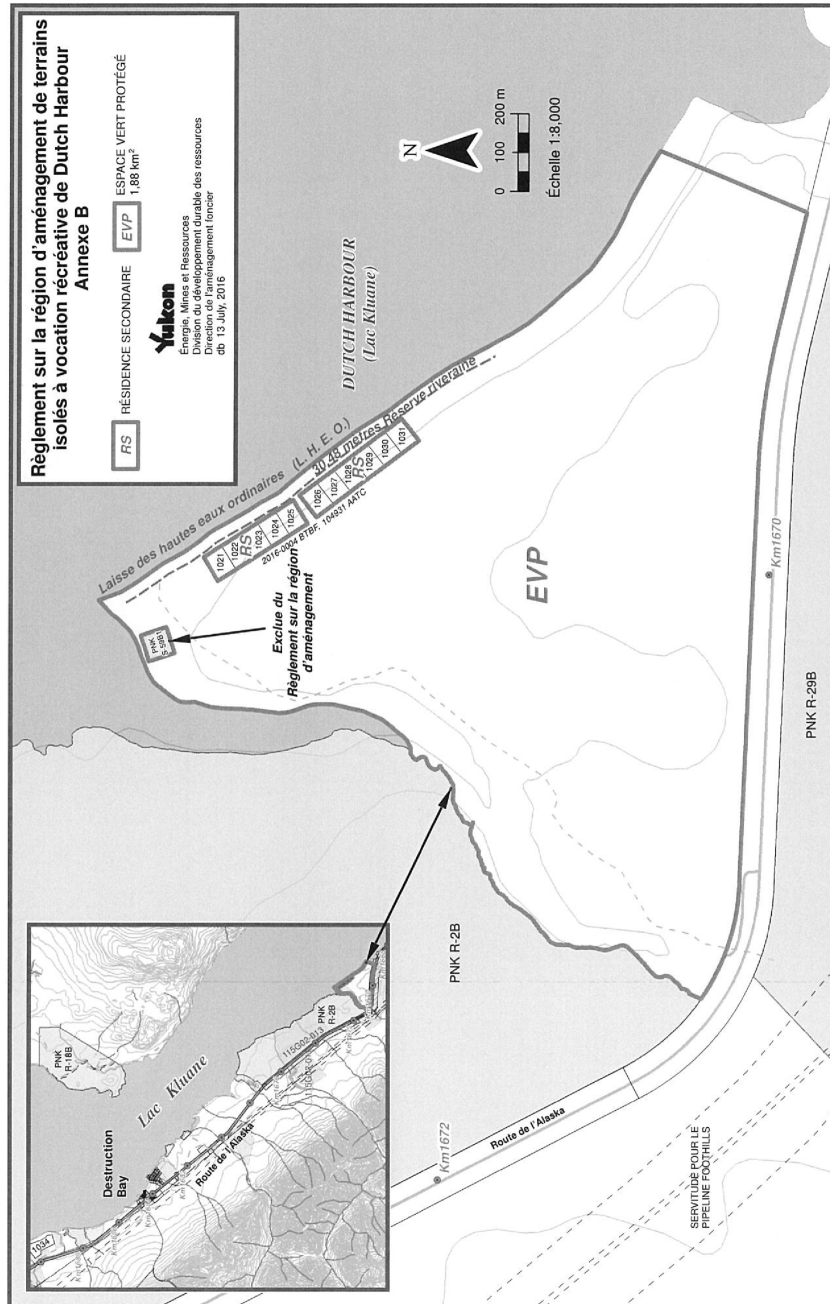 Règlement sur la région d'aménagement de terrains
isolés à vocation récréative de Dutch Harbour
Annexe B
RS RÉSIDENCE SECONDAIRE
EVP ESPACE VERT PROTÉGÉ
1,88 km²
Yukon
Énergie, Mines et Ressources
Division du développement durable des ressources
Direction de l'aménagement foncier
db 13 July, 2016
N
0 100 200 m
Échelle 1:8,000
DUTCH HARBOUR
(Lac Kluane)
Laisse des hautes eaux ordinaires (L. H. E. O.)
30,48 metres Réserve riveraine
1021
1022
RS
1023
1024
1025
1026
1027
1028
RS
1029
1030
1031
2016-0004 BTBF, 104931 AATC
PNK
S-59B1
Exclue du
Règlement sur la région
d'aménagement
EVP
Km1670
PNK R-29B
PNK R-2B
Km1672
Route de l'Alaska
SERVITUDE POUR LE
PIPELINE FOOTHILLS
PNK
R-18B
Lac Kluane
Destruction
Bay
Route de l'Alaska
1034
115G02-013
PNK
R-2B